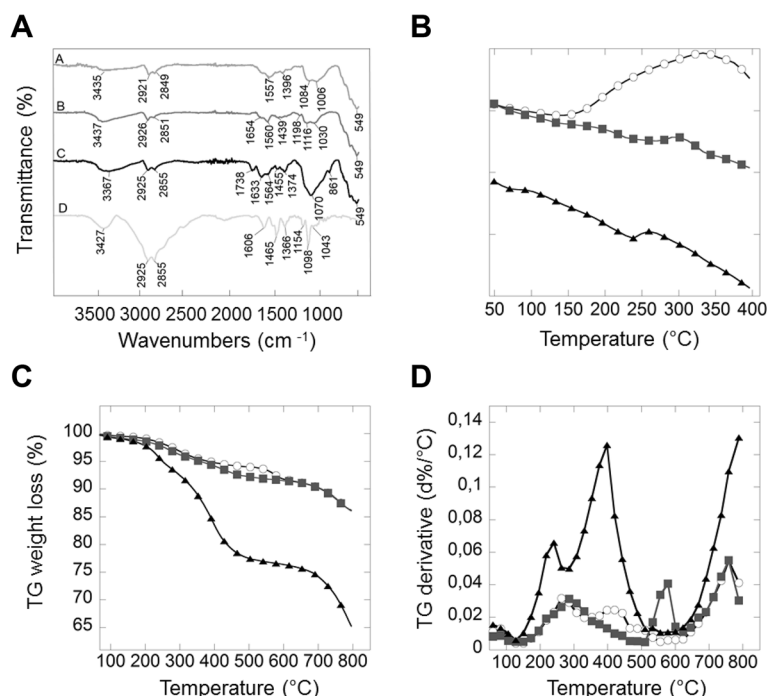 A
A
3435
2921
2849
1557
1396
1084
1006
549
B
3437
2926
2851
1654
1560
1439
1198
1116
1030
549
C
3367
2925
2855
1738
1633
1564
1455
1374
1070
861
549
D
3427
2925
2855
1606
1465
1366
1154
1098
1043
Transmittance (%)
3500 3000 2500 2000 1500 1000
Wavenumbers (cm -1)
B
50 100 150 200 250 300 350 400
Temperature (°C)
C
TG weight loss (%)
100
95
90
85
80
75
70
65
100 200 300 400 500 600 700 800
Temperature (°C)
D
TG derivative (d%/°C)
0,14
0,12
0,1
0,08
0,06
0,04
0,02
0
100 200 300 400 500 600 700 800
Temperature (°C)